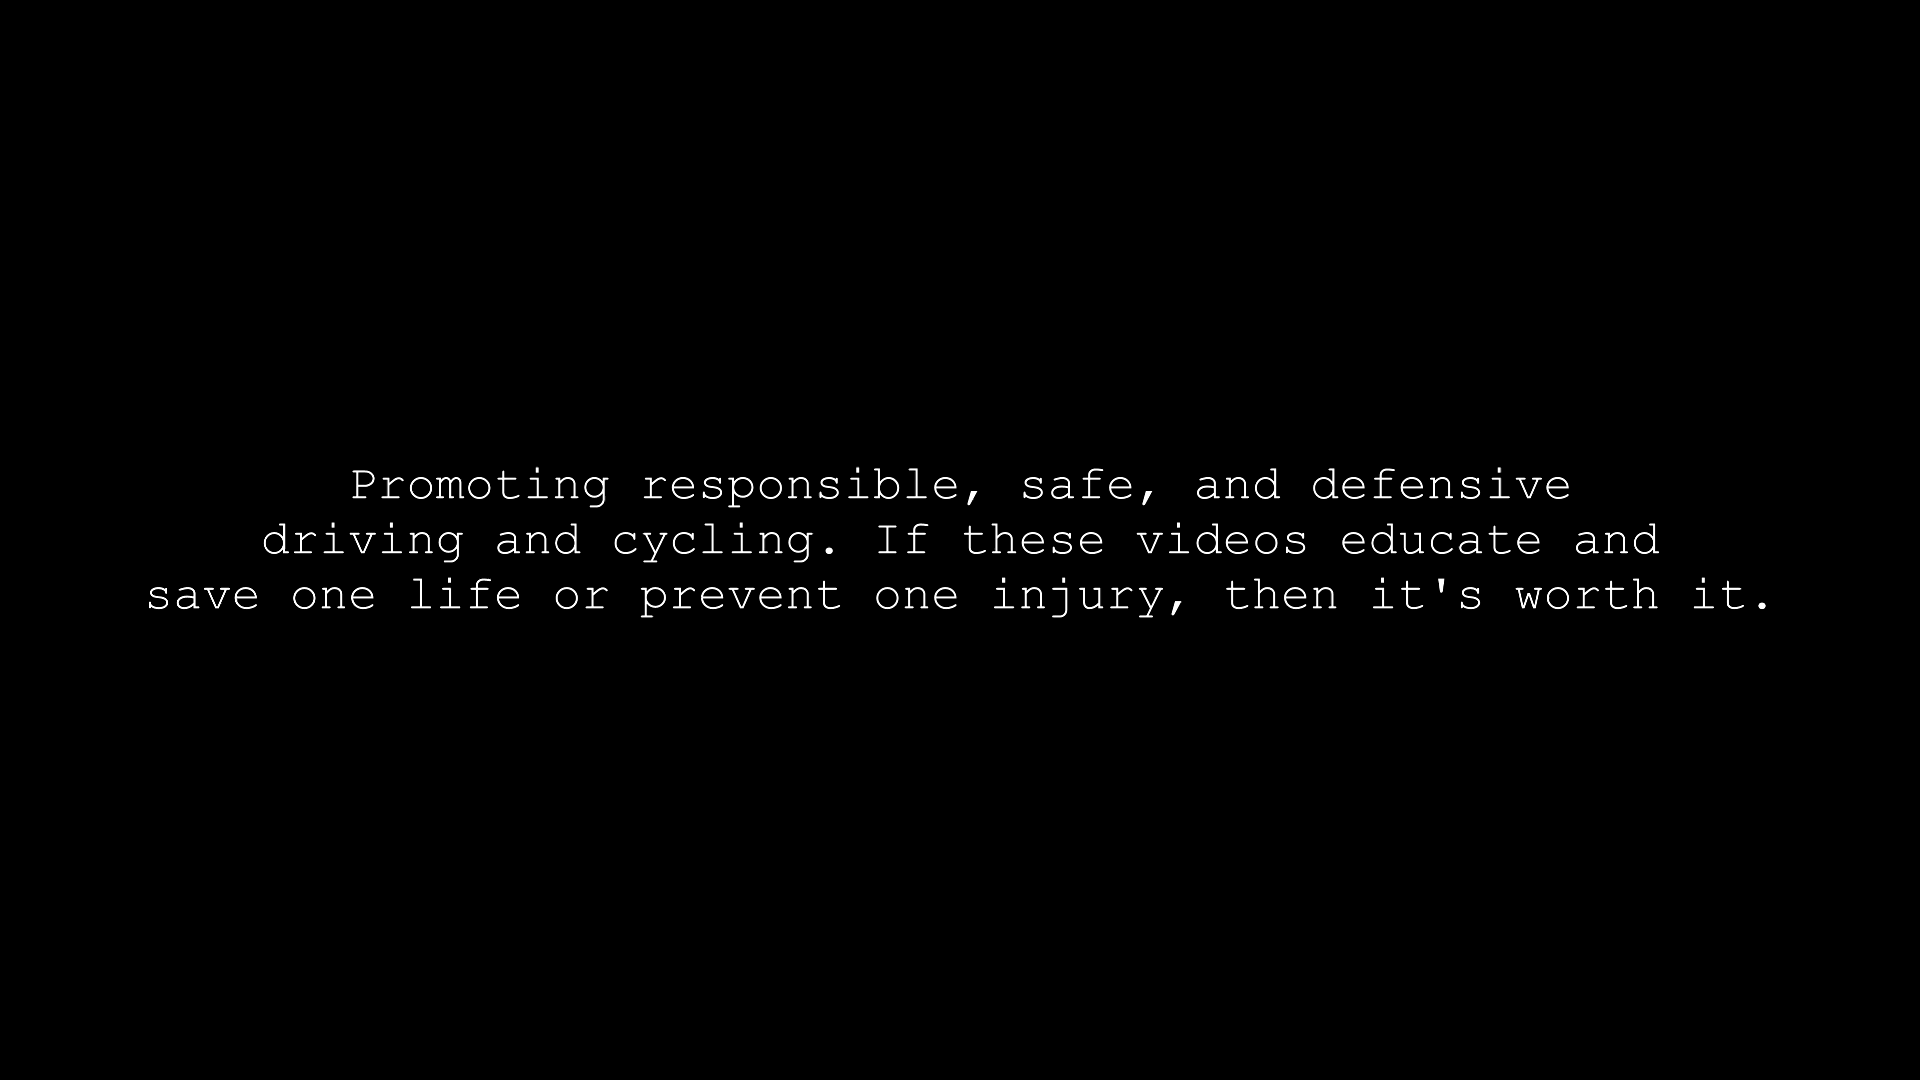 Promoting responsible, safe, and defensive
driving and cycling. If these videos educate and
save one life or prevent one injury, then it's worth it.